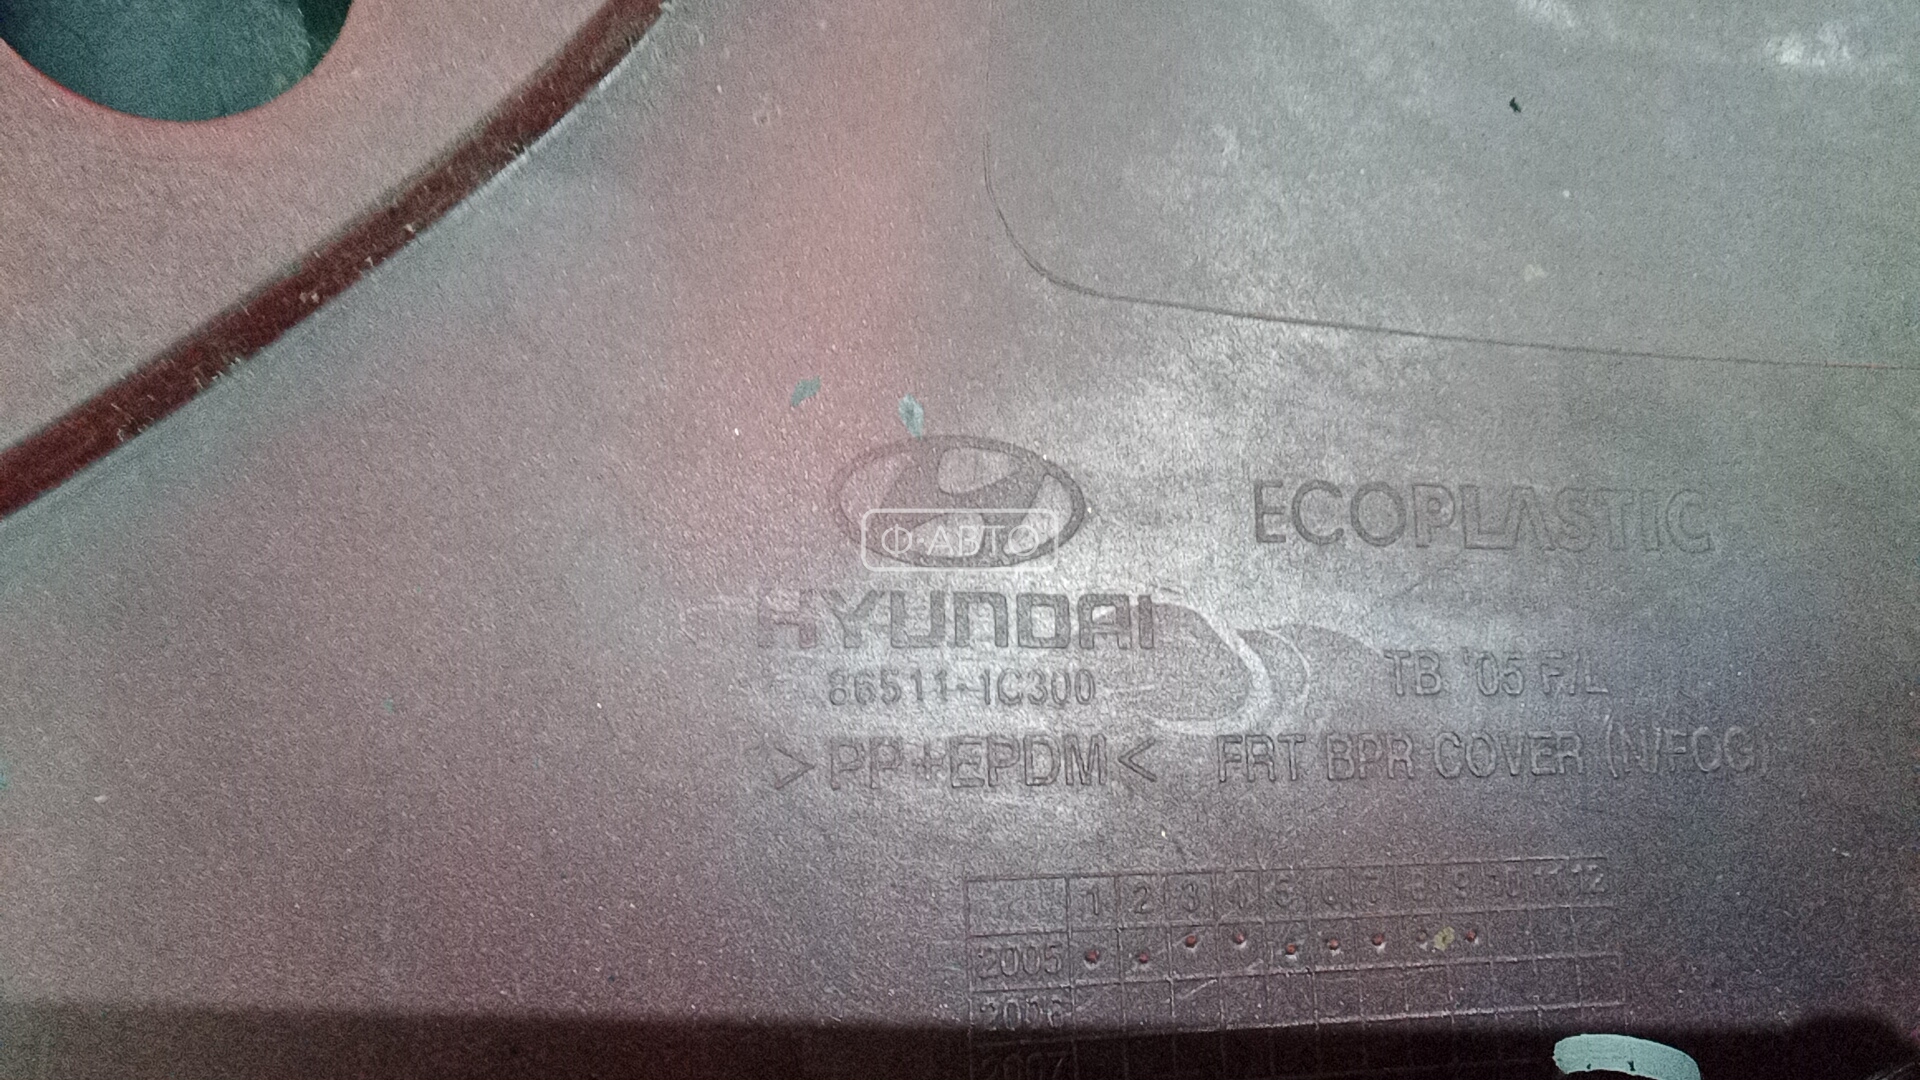 Ф-АВТО
ECOPLASTIC
HYUNDAI
86511-1C300
TB '05 F/L
>PP+EPDM<
FRT BPR COVER (N/FOG)
1 2 3 4 5 6 7 8 9 10 11 12
2005
2006
2007